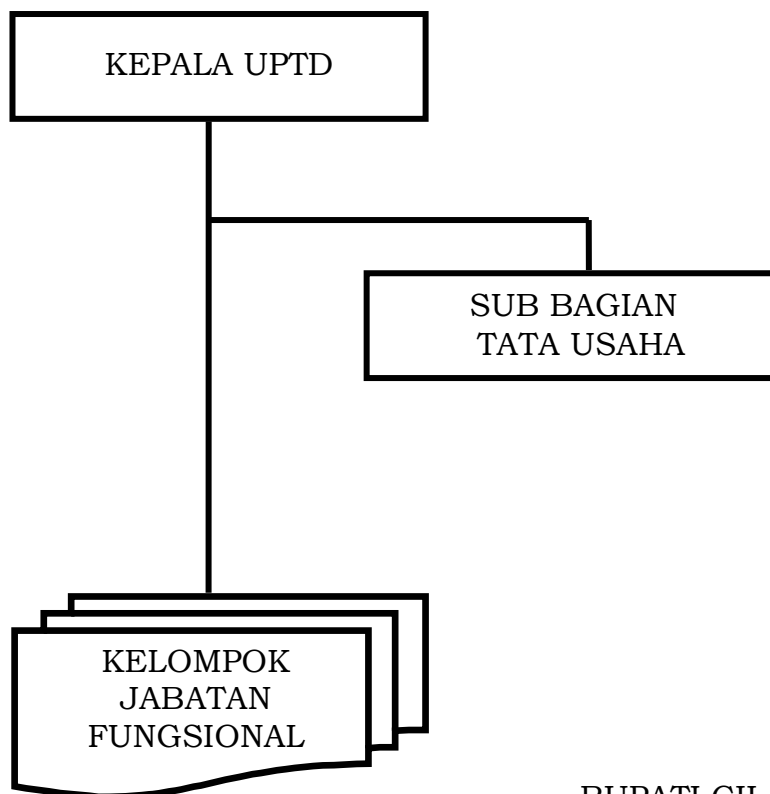 KEPALA UPTD
SUB BAGIAN
TATA USAHA
KELOMPOK
JABATAN
FUNGSIONAL